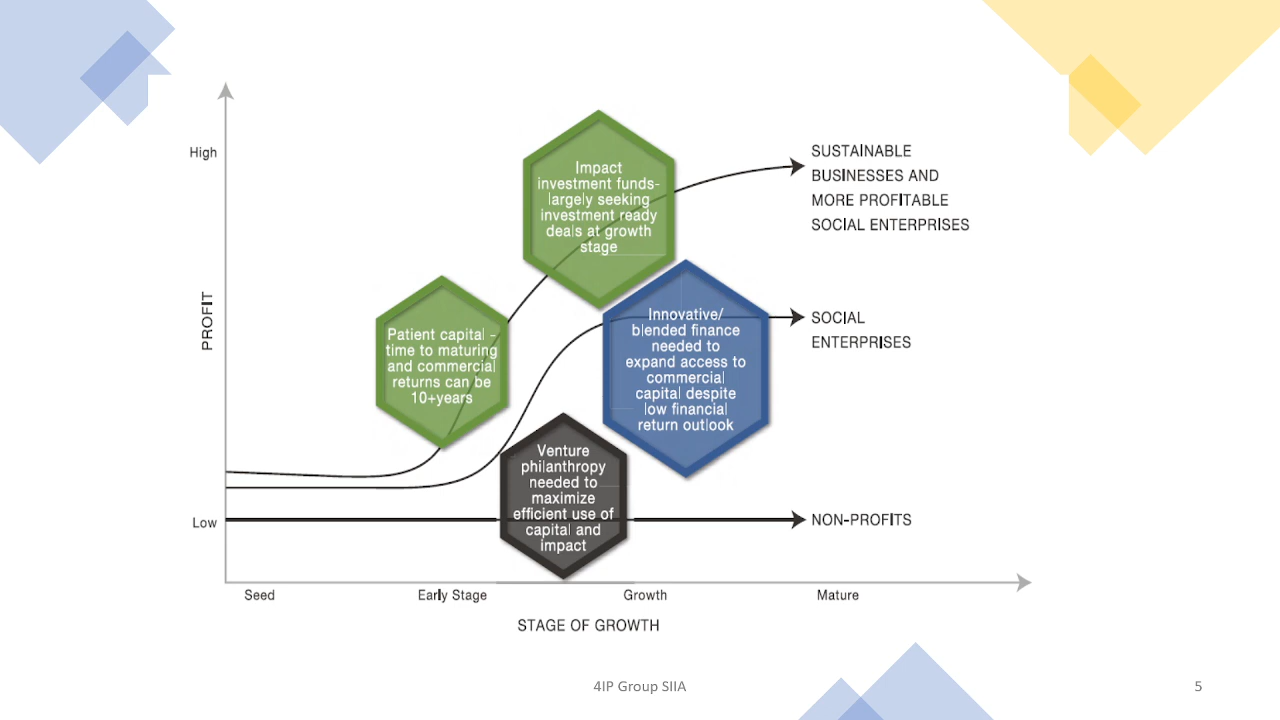 High
PROFIT
Low
Impact
investment funds-
largely seeking
investment ready
deals at growth
stage
SUSTAINABLE
BUSINESSES AND
MORE PROFITABLE
SOCIAL ENTERPRISES
Patient capital -
time to maturing
and commercial
returns can be
10+years
Innovative/
blended finance
needed to
expand access to
commercial
capital despite
low financial
return outlook
SOCIAL
ENTERPRISES
Venture
philanthropy
needed to
maximize
efficient use of
capital and
impact
NON-PROFITS
Seed
Early Stage
Growth
Mature
STAGE OF GROWTH
4IP Group SIIA
5